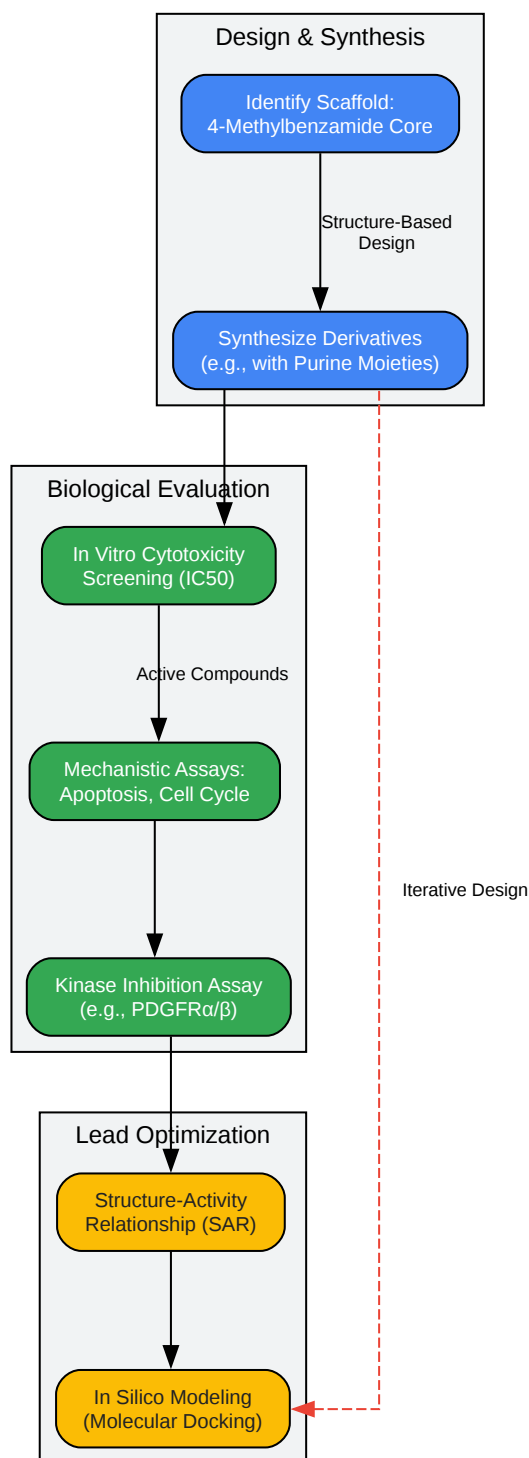 Design & Synthesis
Identify Scaffold:
4-Methylbenzamide Core
Structure-Based
Design
Synthesize Derivatives
(e.g., with Purine Moieties)
Biological Evaluation
In Vitro Cytotoxicity
Screening (IC50)
Active Compounds
Mechanistic Assays:
Apoptosis, Cell Cycle
Iterative Design
Kinase Inhibition Assay
(e.g., PDGFRα/β)
Lead Optimization
Structure-Activity
Relationship (SAR)
In Silico Modeling
(Molecular Docking)